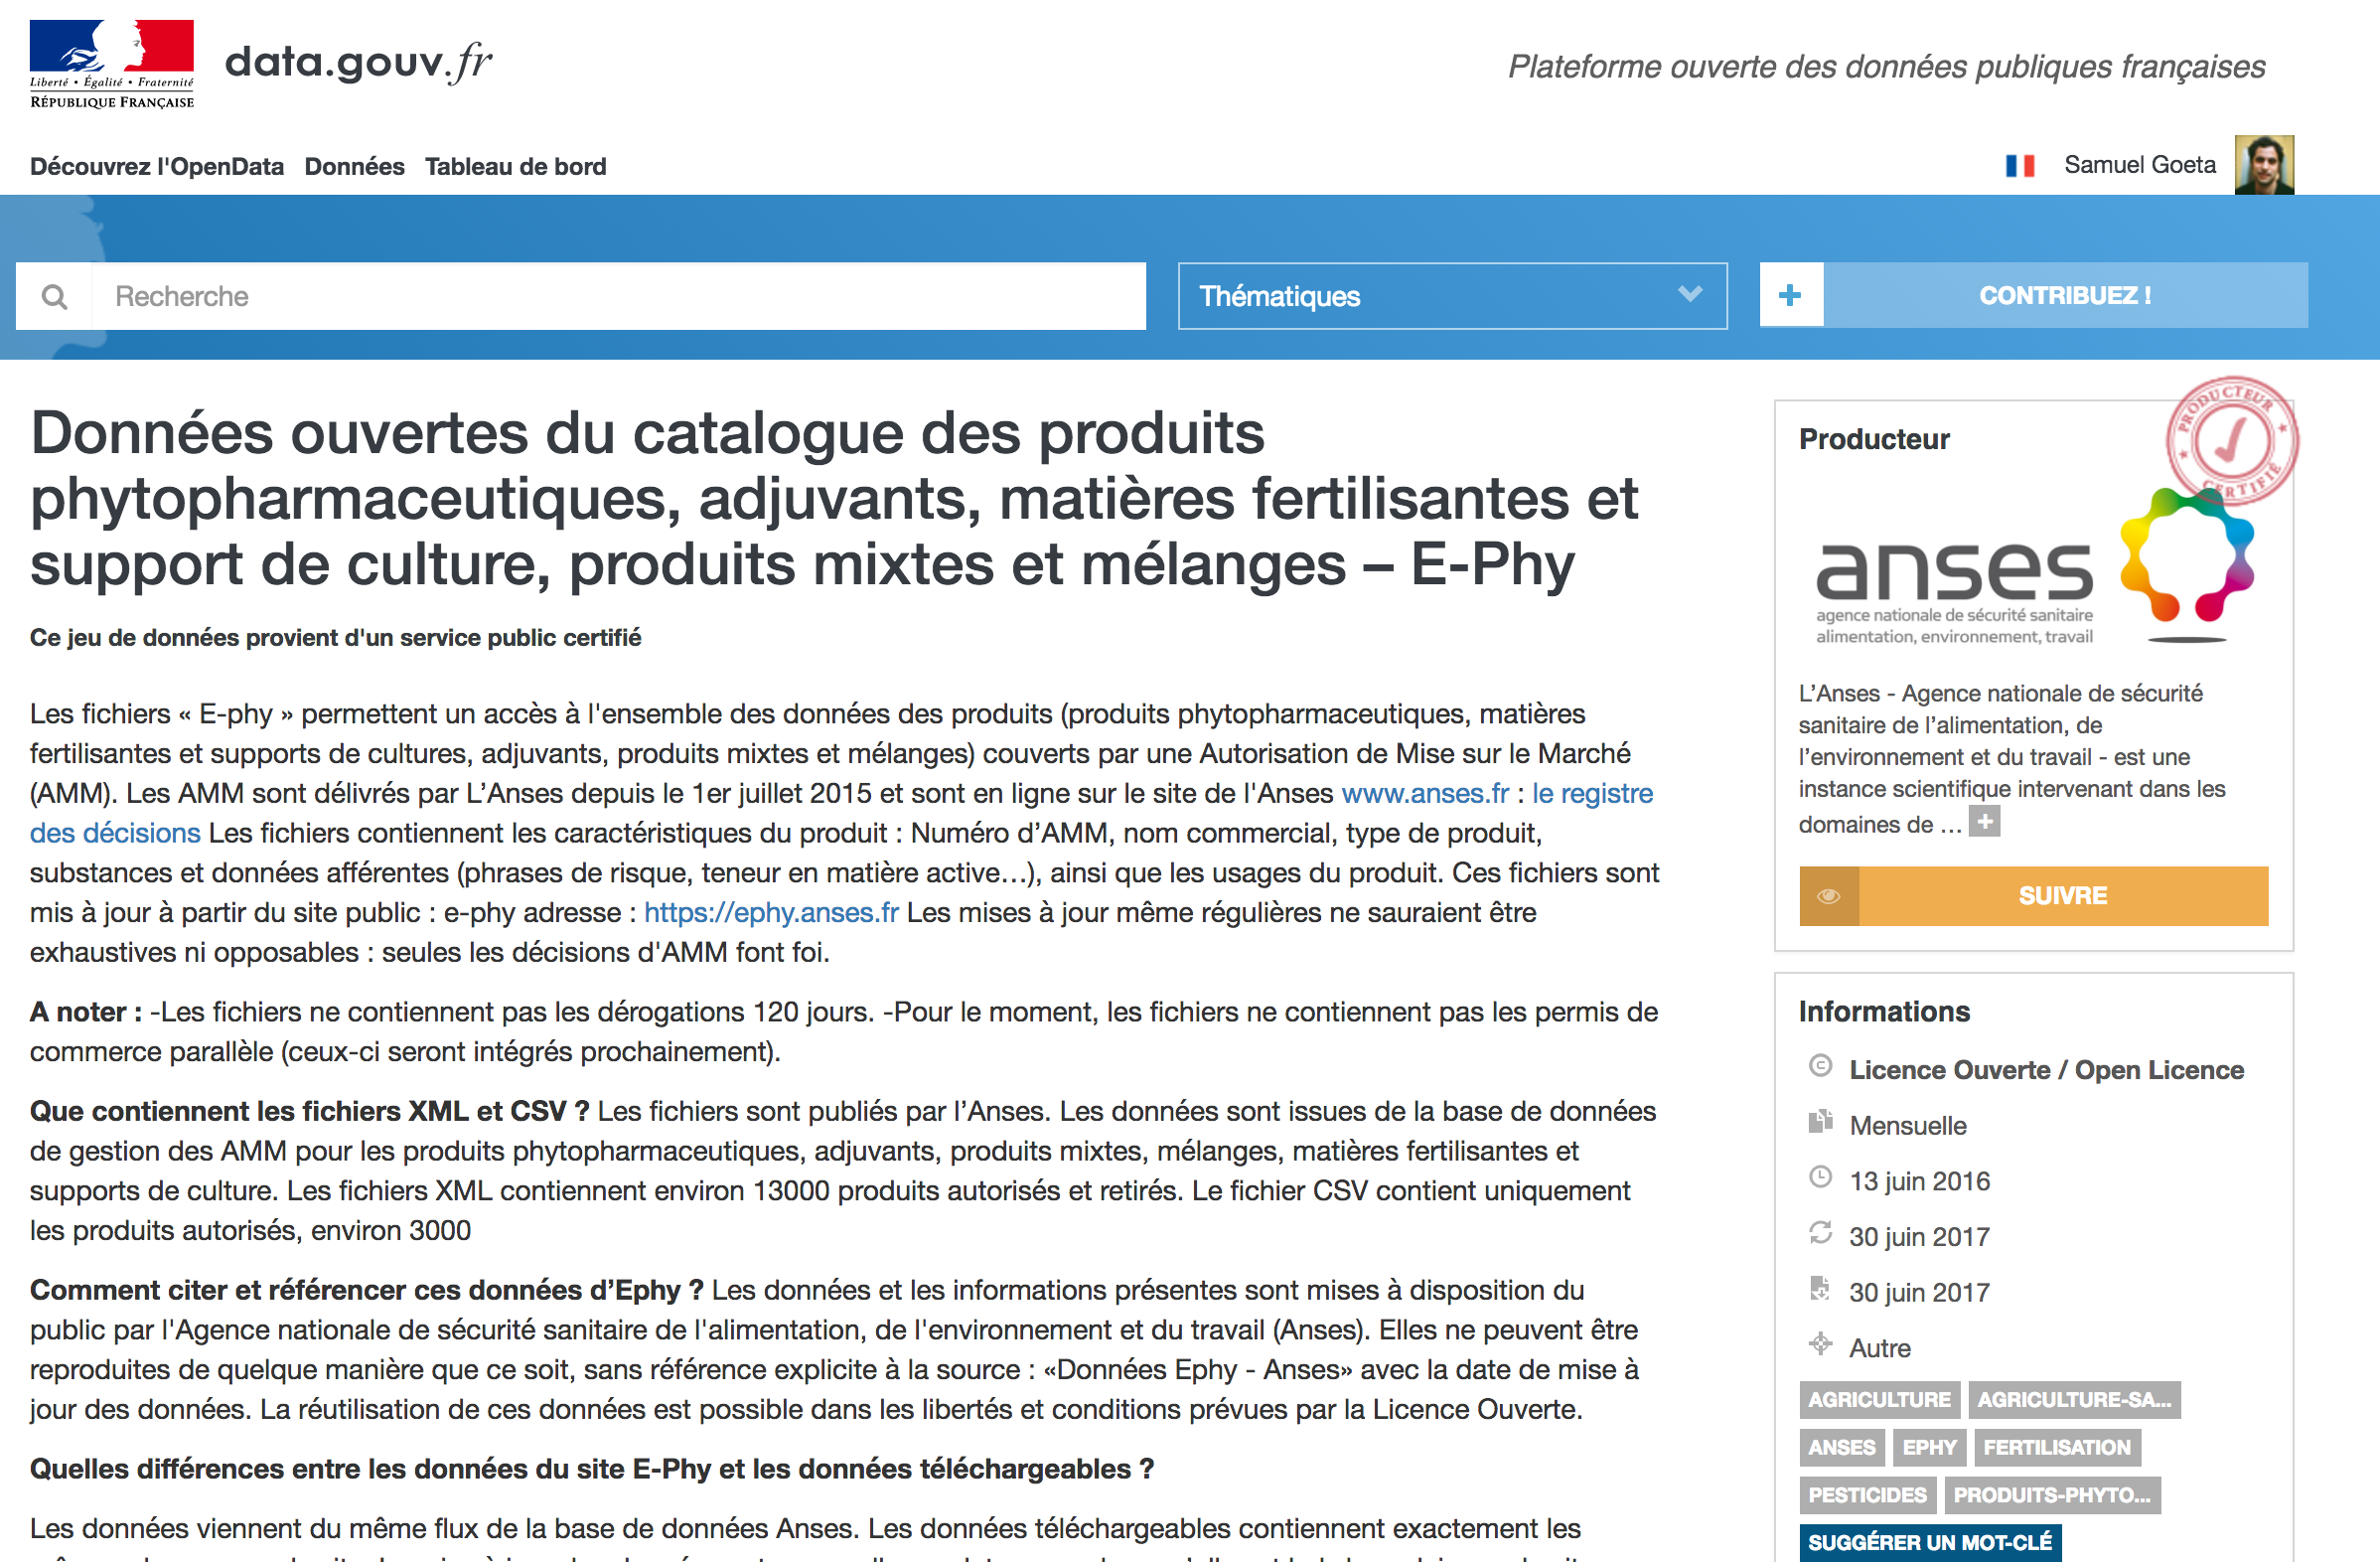 Liberté • Égalité • Fraternité
RÉPUBLIQUE FRANÇAISE
data.gouv.fr
Plateforme ouverte des données publiques françaises
Découvrez l'OpenData Données Tableau de bord
Samuel Goeta
Recherche
Thématiques
CONTRIBUEZ !
Données ouvertes du catalogue des produits
phytopharmaceutiques, adjuvants, matières fertilisantes et
support de culture, produits mixtes et mélanges – E-Phy
Ce jeu de données provient d'un service public certifié
Les fichiers « E-phy » permettent un accès à l'ensemble des données des produits (produits phytopharmaceutiques, matières
fertilisantes et supports de cultures, adjuvants, produits mixtes et mélanges) couverts par une Autorisation de Mise sur le Marché
(AMM). Les AMM sont délivrés par L’Anses depuis le 1er juillet 2015 et sont en ligne sur le site de l'Anses www.anses.fr : le registre
des décisions Les fichiers contiennent les caractéristiques du produit : Numéro d’AMM, nom commercial, type de produit,
substances et données afférentes (phrases de risque, teneur en matière active…), ainsi que les usages du produit. Ces fichiers sont
mis à jour à partir du site public : e-phy adresse : https://ephy.anses.fr Les mises à jour même régulières ne sauraient être
exhaustives ni opposables : seules les décisions d'AMM font foi.
A noter : -Les fichiers ne contiennent pas les dérogations 120 jours. -Pour le moment, les fichiers ne contiennent pas les permis de
commerce parallèle (ceux-ci seront intégrés prochainement).
Que contiennent les fichiers XML et CSV ? Les fichiers sont publiés par l’Anses. Les données sont issues de la base de données
de gestion des AMM pour les produits phytopharmaceutiques, adjuvants, produits mixtes, mélanges, matières fertilisantes et
supports de culture. Les fichiers XML contiennent environ 13000 produits autorisés et retirés. Le fichier CSV contient uniquement
les produits autorisés, environ 3000
Comment citer et référencer ces données d’Ephy ? Les données et les informations présentes sont mises à disposition du
public par l'Agence nationale de sécurité sanitaire de l'alimentation, de l'environnement et du travail (Anses). Elles ne peuvent être
reproduites de quelque manière que ce soit, sans référence explicite à la source : «Données Ephy - Anses» avec la date de mise à
jour des données. La réutilisation de ces données est possible dans les libertés et conditions prévues par la Licence Ouverte.
Quelles différences entre les données du site E-Phy et les données téléchargeables ?
Les données viennent du même flux de la base de données Anses. Les données téléchargeables contiennent exactement les
Producteur
PRODUCTEUR
CERTIFIÉ
anses
agence nationale de sécurité sanitaire
alimentation, environnement, travail
L’Anses - Agence nationale de sécurité
sanitaire de l’alimentation, de
l’environnement et du travail - est une
instance scientifique intervenant dans les
domaines de …
SUIVRE
Informations
Licence Ouverte / Open Licence
Mensuelle
13 juin 2016
30 juin 2017
30 juin 2017
Autre
AGRICULTURE AGRICULTURE-SA...
ANSES EPHY FERTILISATION
PESTICIDES PRODUITS-PHYTO...
SUGGÉRER UN MOT-CLÉ